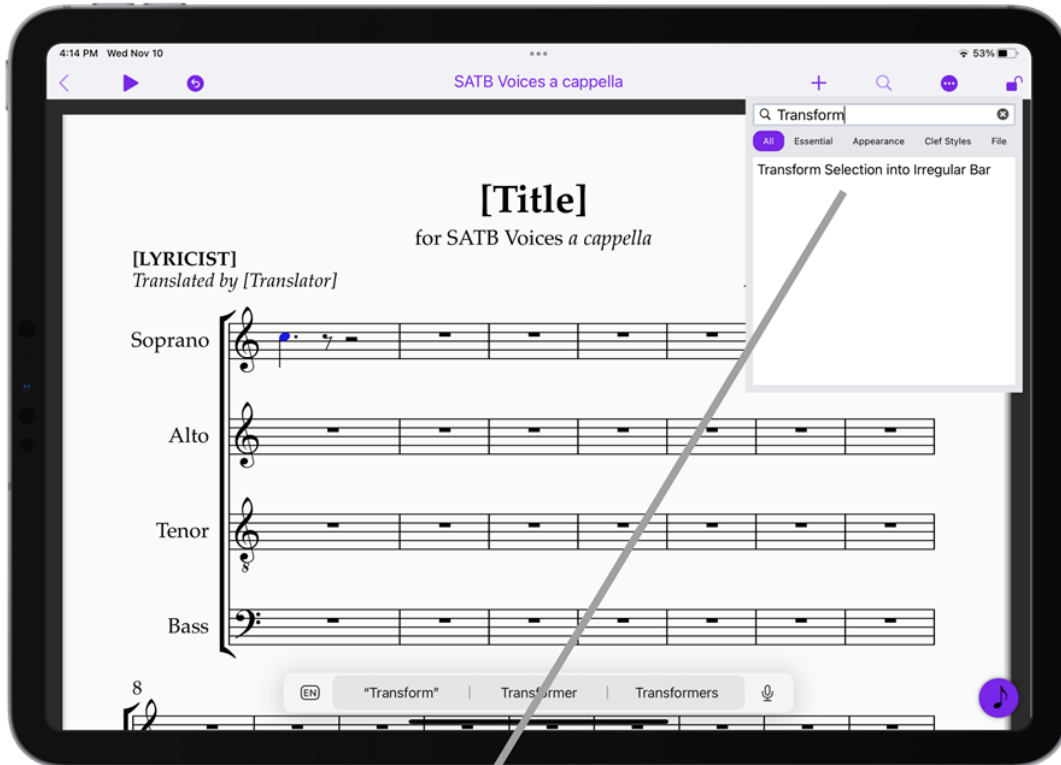 4:14 PM Wed Nov 10
53%
SATB Voices a cappella
Transform
All Essential Appearance Clef Styles File
Transform Selection into Irregular Bar
[Title]
for SATB Voices a cappella
[LYRICIST]
Translated by [Translator]
Soprano
Alto
Tenor
8
Bass
8
EN "Transform" Transformer Transformers